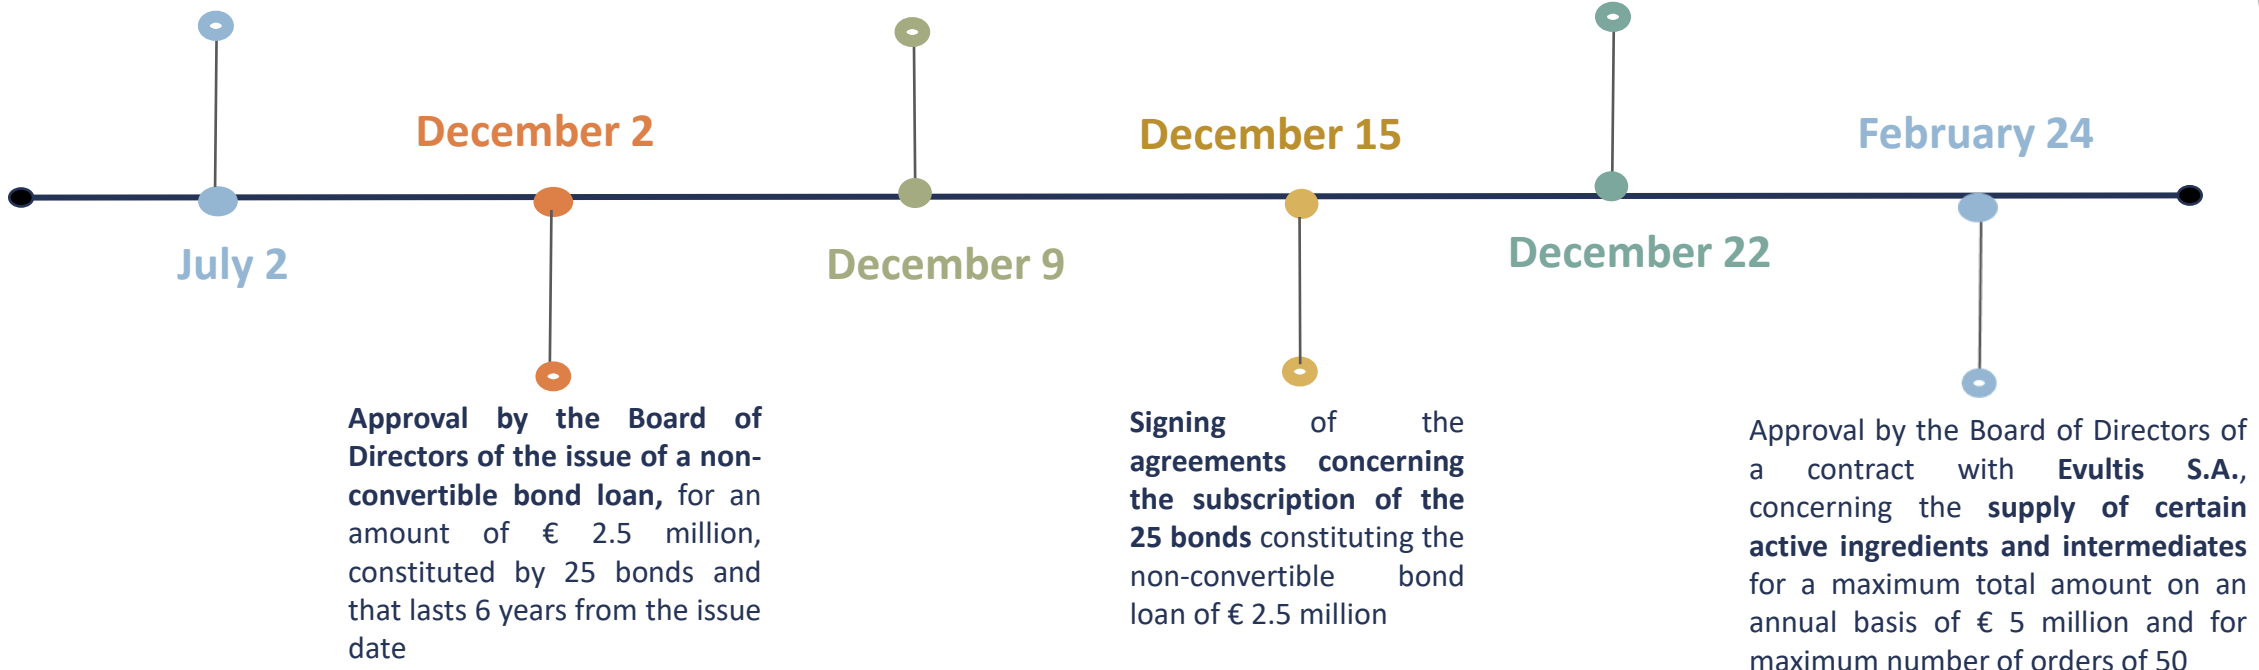 December 2
December 15
February 24
July 2
December 9
December 22
Approval by the Board of
Directors of the issue of a non-
convertible bond loan, for an
amount of € 2.5 million,
constituted by 25 bonds and
that lasts 6 years from the issue
date
Signing of the
agreements concerning
the subscription of the
25 bonds constituting the
non-convertible bond
loan of € 2.5 million
Approval by the Board of Directors of
a contract with Evultis S.A.,
concerning the supply of certain
active ingredients and intermediates
for a maximum total amount on an
annual basis of € 5 million and for
maximum number of orders of 50